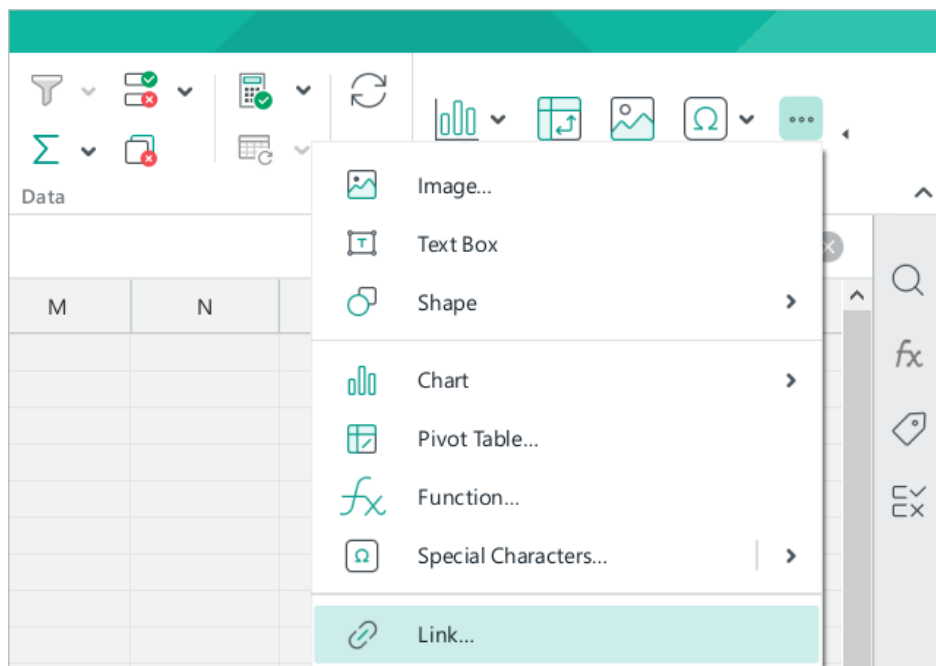 Data
M N
Image...
Text Box
Shape
Chart
Pivot Table...
Function...
Special Characters...
Link...